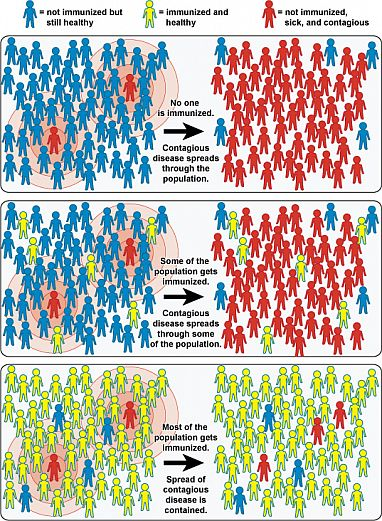 = not immunized but
still healthy
= immunized and
healthy
= not immunized,
sick, and contagious
No one
is immunized.
Contagious
disease spreads
through the
population.
Some of the
population gets
immunized.
Contagious
disease spreads
through some
of the population.
Most of the
population gets
immunized.
Spread of
contagious
disease is
contained.